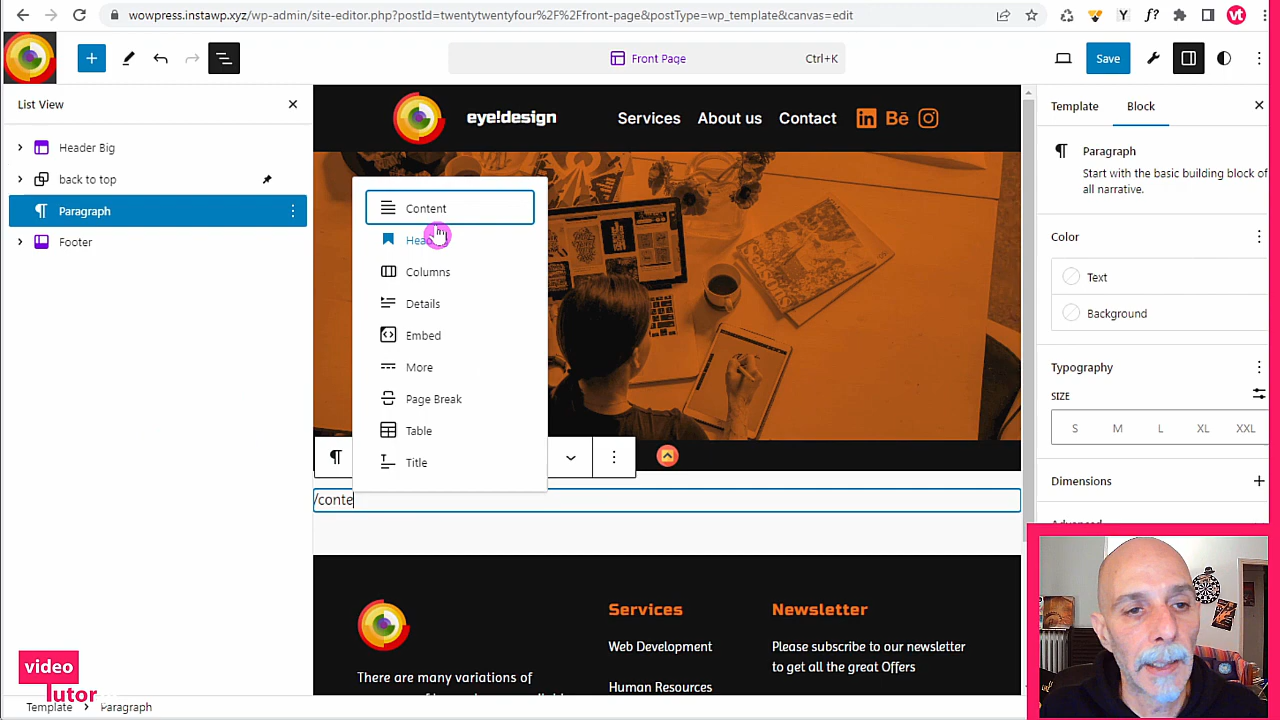 wowpress.instawp.xyz/wp-admin/site-editor.php?postId=twentytwentyfour%2F%2Ffront-page&postType=wp_template&canvas=edit
Front Page
Ctrl+K
Save
List View
Header Big
back to top
Paragraph
Footer
eye!design
Services
About us
Contact
Bē
Content
Columns
Details
Embed
More
Page Break
Table
Title
/conte
Template
Block
Paragraph
Start with the basic building block of
all narrative.
Color
Text
Background
Typography
SIZE
S
M
L
XL
XXL
Dimensions
Advanced
There are many variations of
Services
Web Development
Human Resources
Newsletter
Please subscribe to our newsletter
to get all the great Offers
video
Tutor
Template
Paragraph